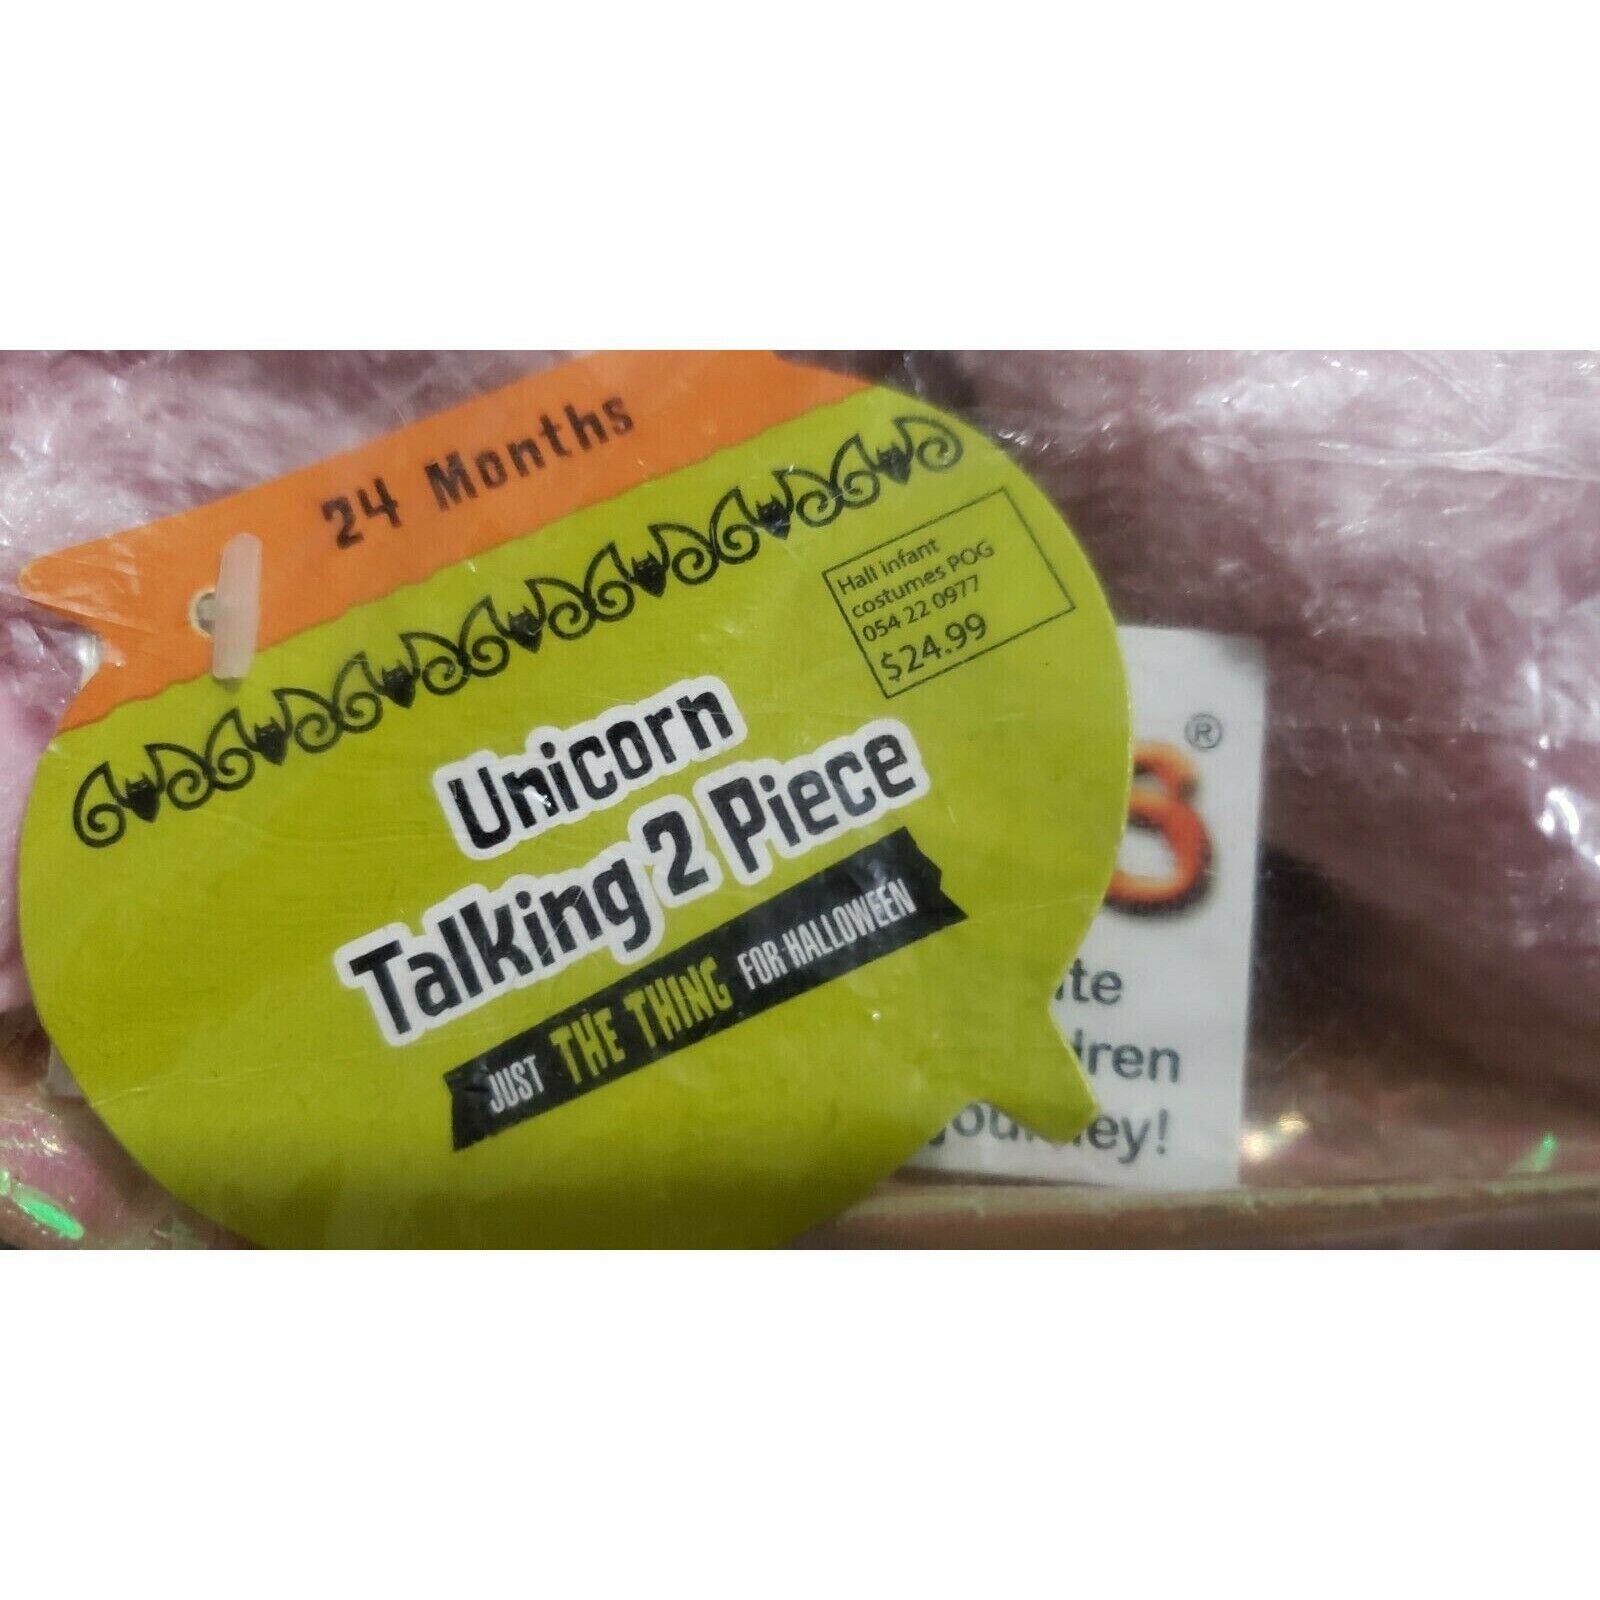 24 Months
Hall infant
costumes POG
054 22 0977
$24.99
Unicorn
Talking 2 Piece
JUST THE THING FOR HALLOWEEN
®